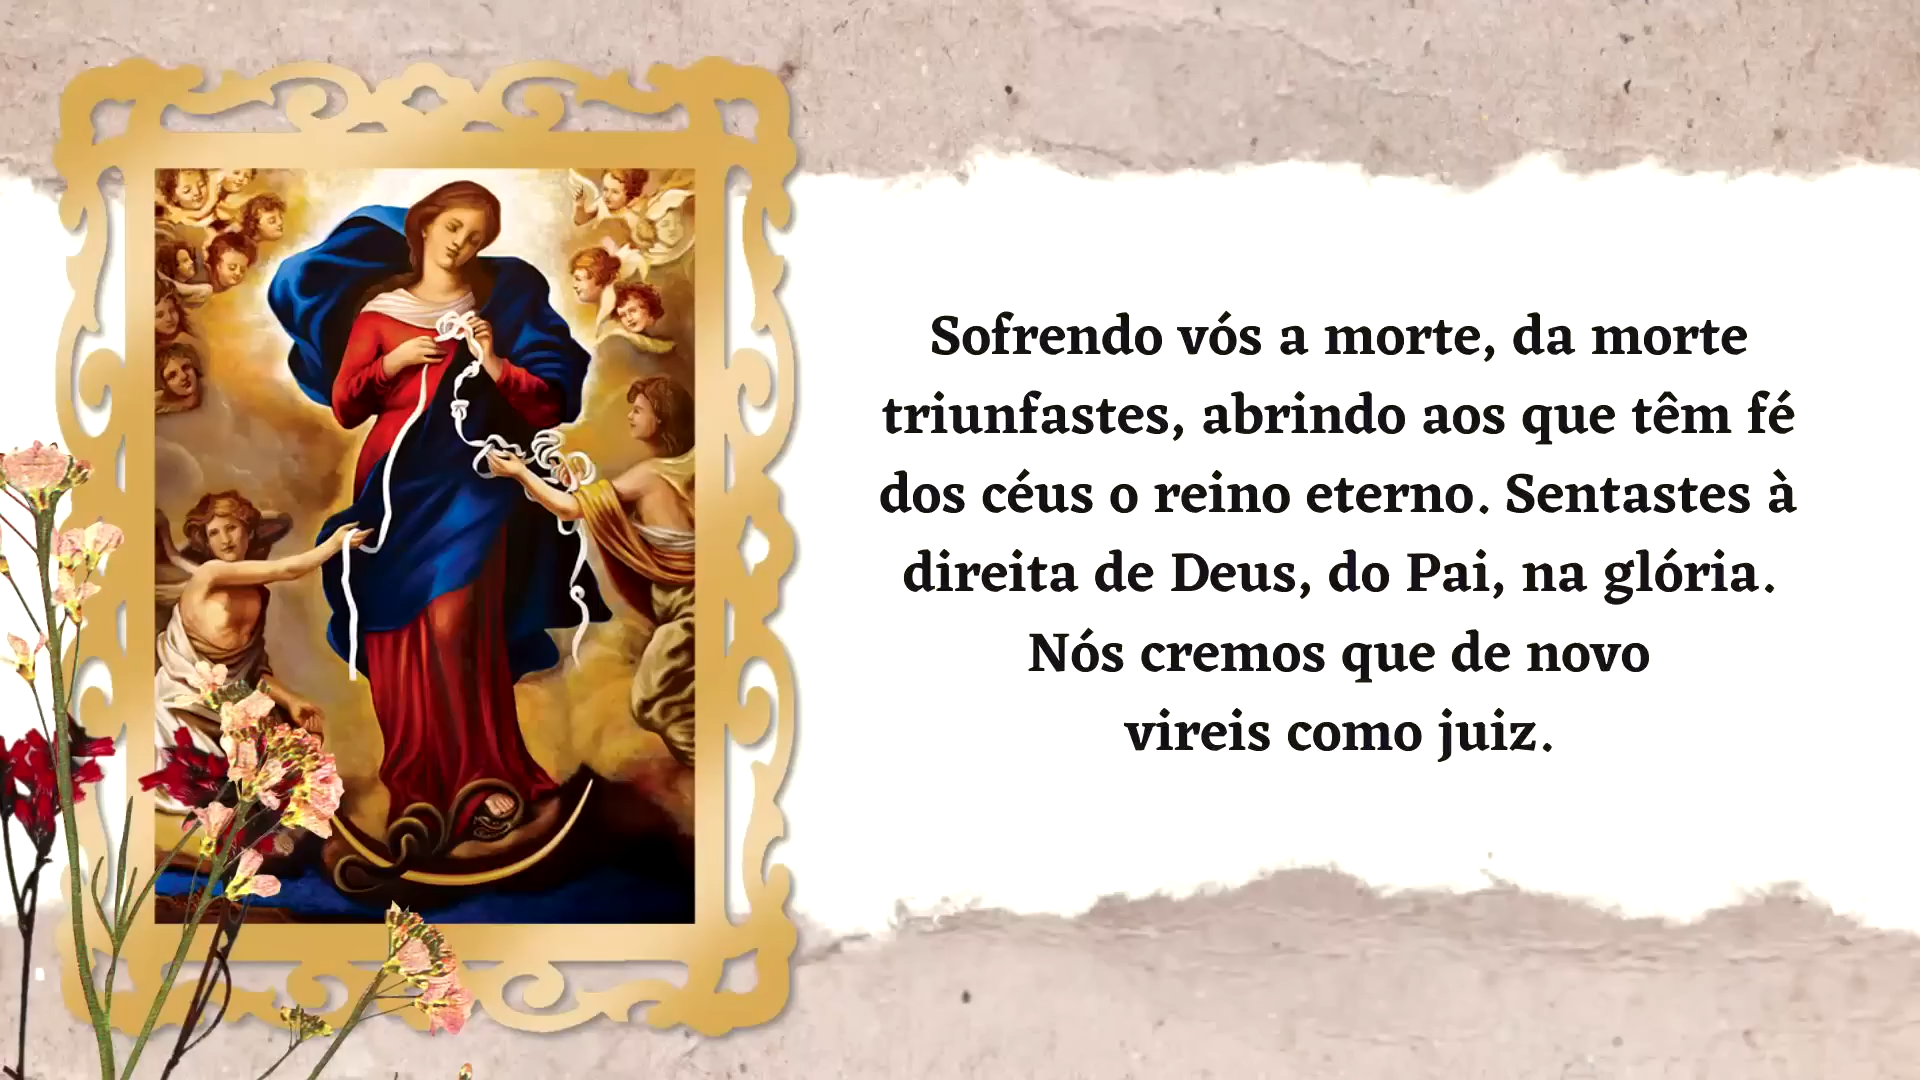 Sofrendo vós a morte, da morte
triunfastes, abrindo aos que têm fé
dos céus o reino eterno. Sentastes à
direita de Deus, do Pai, na glória.
Nós cremos que de novo
vireis como juiz.